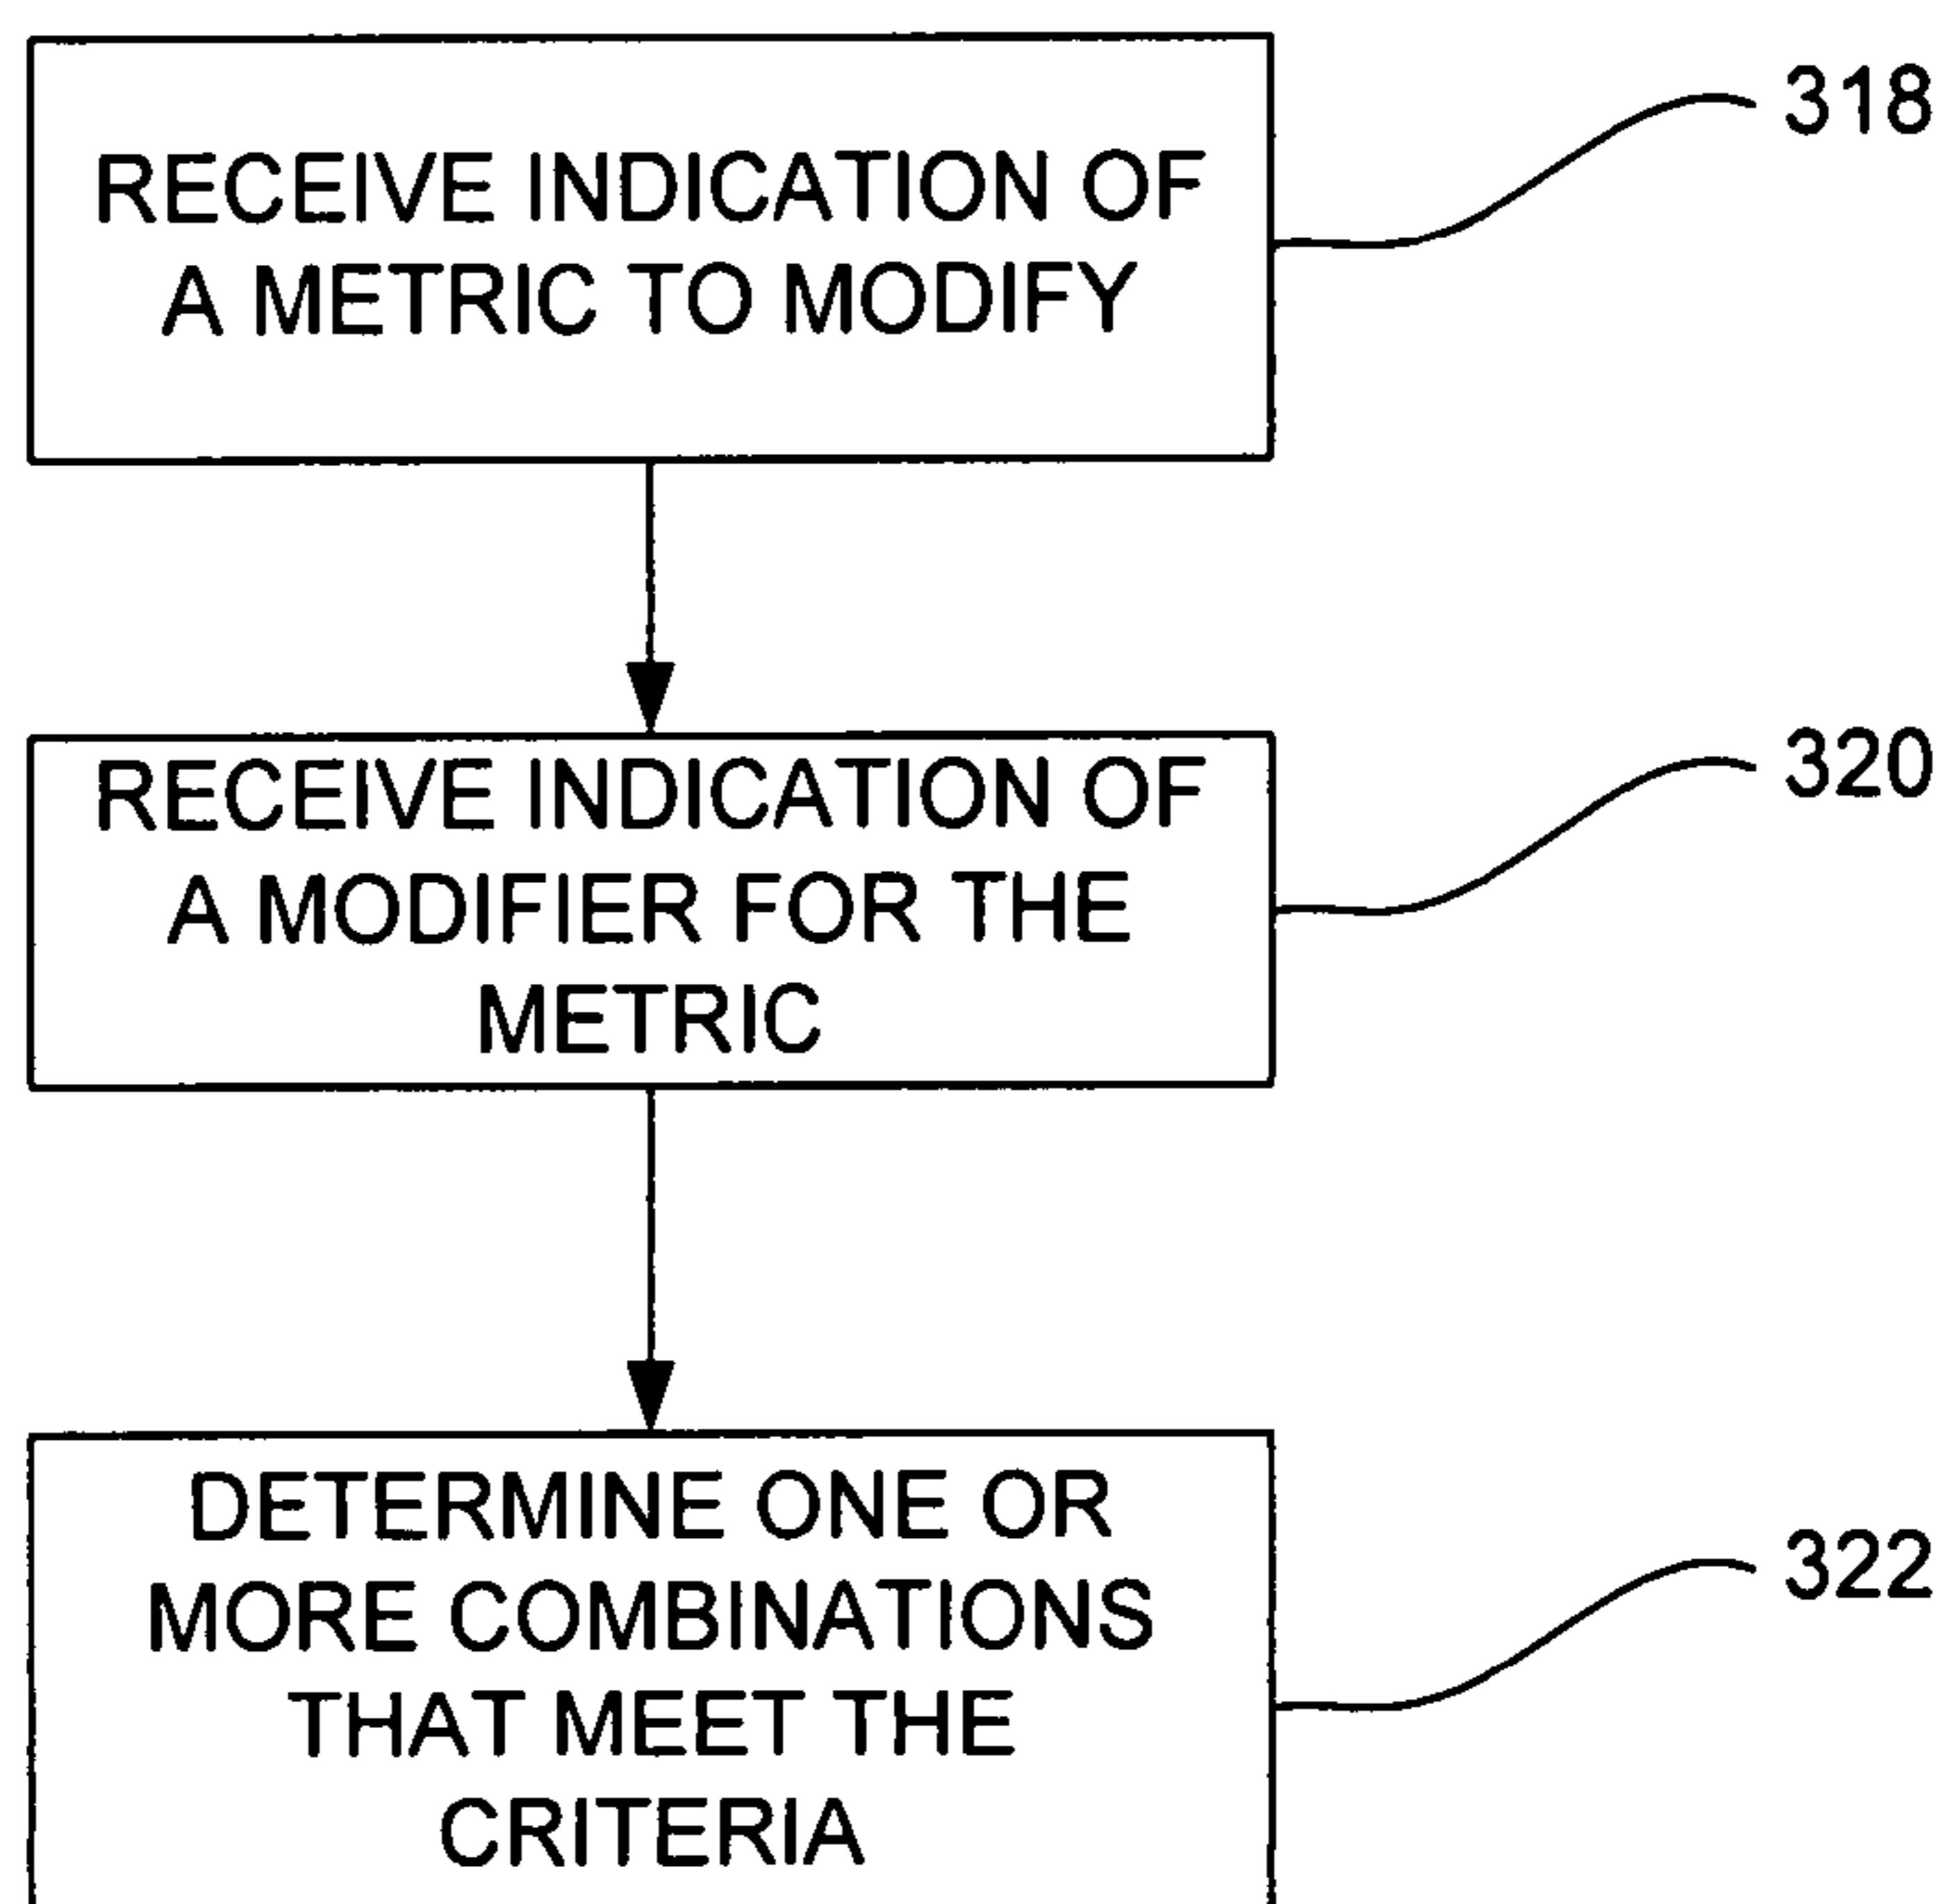 RECEIVE INDICATION OF
A METRIC TO MODIFY
318
RECEIVE INDICATION OF
A MODIFIER FOR THE
METRIC
320
DETERMINE ONE OR
MORE COMBINATIONS
THAT MEET THE
CRITERIA
322